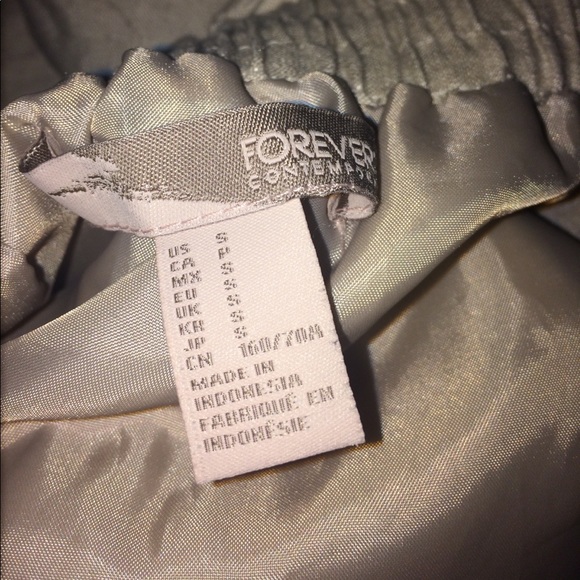 FOREVER
US S
CA P
MX S
EU S
UK S
KR S
JP S
CN 160/70A
MADE IN
INDONESIA
FABRIQUÉ EN
INDONÉSIE